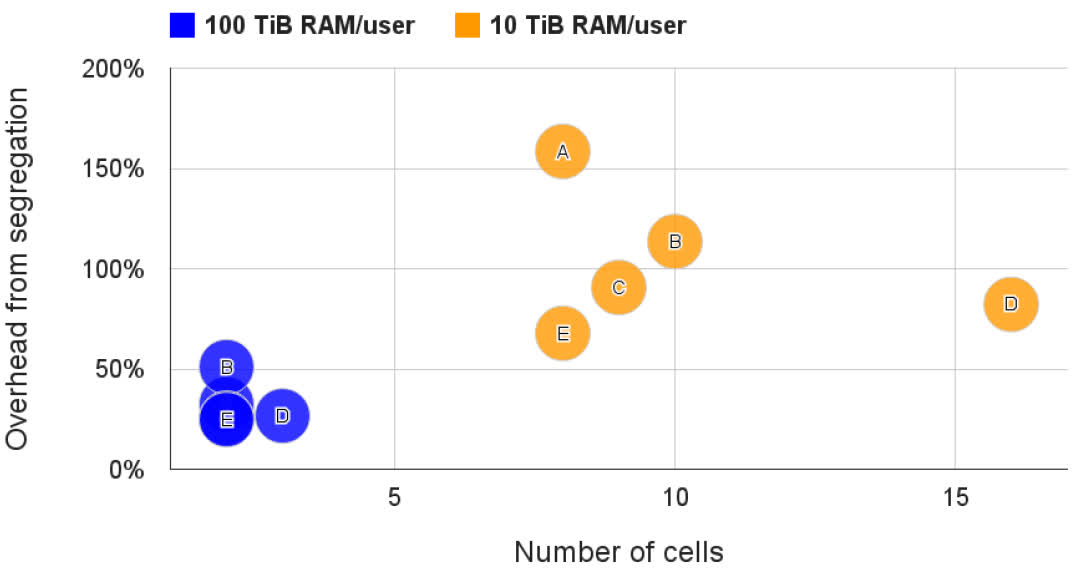 100 TiB RAM/user 10 TiB RAM/user
Overhead from segregation
200%
150%
100%
50%
0%
A
B
C
E
D
B
E
D
5 10 15
Number of cells